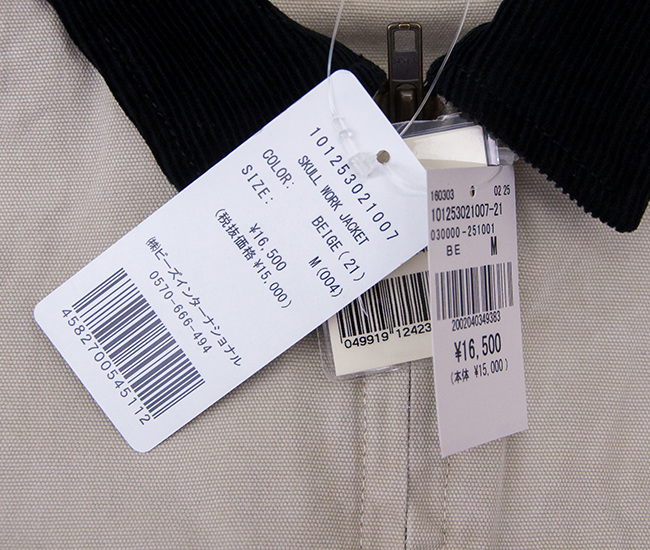 101253021007
SKULL WORK JACKET
COLOR: BEIGE(21)
SIZE: M(004)
¥16,500
(税抜価格 ¥15,000)
㈱ビーズインターナショナル
0570-666-494
4582700545112
049919 12423
160303 02 25
101253021007-21
030000-251001
BE M
2002040349383
¥16,500
(本体 ¥15,000)